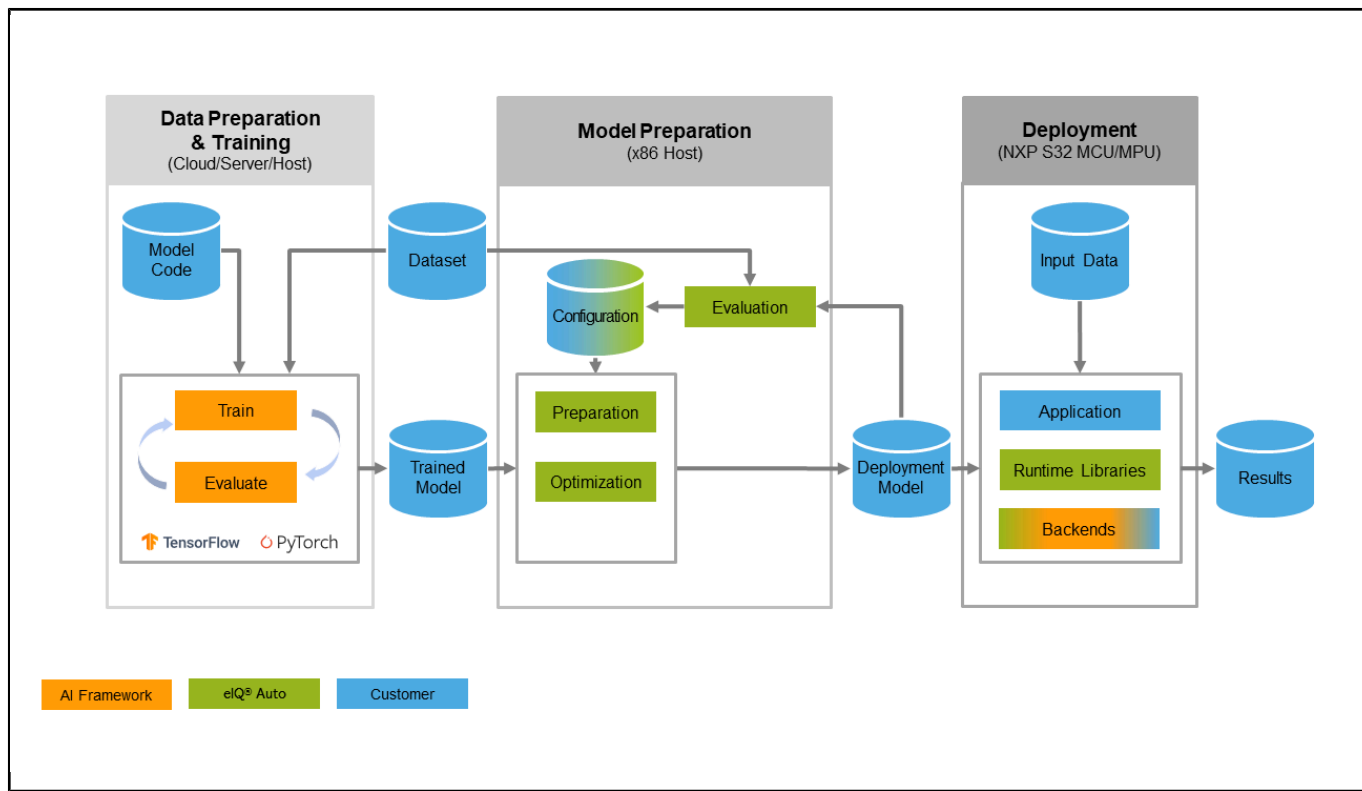 Data Preparation
& Training
(Cloud/Server/Host)
Model Preparation
(x86 Host)
Deployment
(NXP S32 MCU/MPU)
Model
Code
Dataset
Configuration
Evaluation
Input Data
Train
Evaluate
TensorFlow
PyTorch
Trained
Model
Preparation
Optimization
Deployment
Model
Application
Runtime Libraries
Backends
Results
AI Framework
eIQ® Auto
Customer